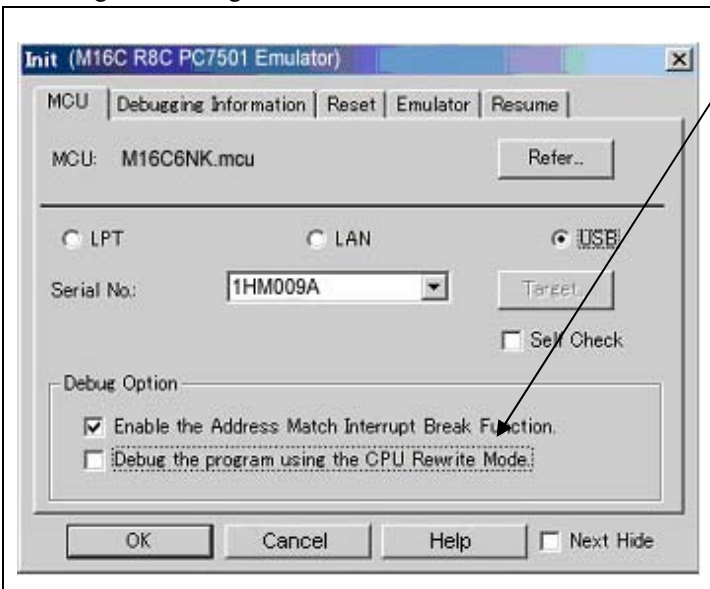 Init (M16C R8C PC7501 Emulator)
MCU Debugging Information Reset Emulator Resume
MCU: M16C6NK.mcu Refer..
LPT LAN USB
Serial No.: 1HM009A Target..
Self Check
Debug Option
Enable the Address Match Interrupt Break Function.
Debug the program using the CPU Rewrite Mode.
OK Cancel Help Next Hide